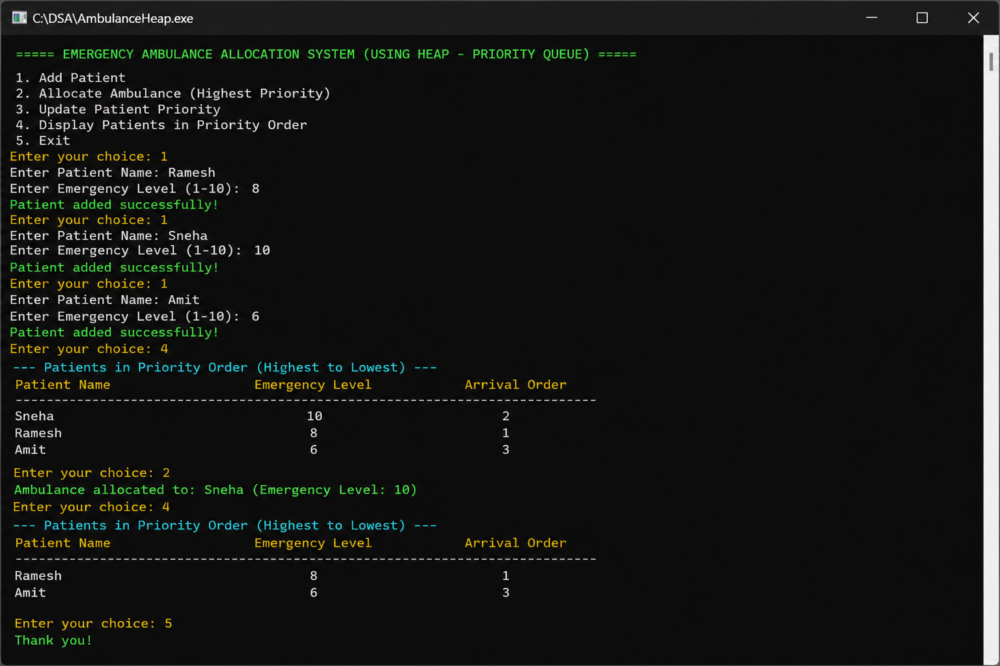 C:\DSA\AmbulanceHeap.exe
===== EMERGENCY AMBULANCE ALLOCATION SYSTEM (USING HEAP - PRIORITY QUEUE) =====
1. Add Patient
2. Allocate Ambulance (Highest Priority)
3. Update Patient Priority
4. Display Patients in Priority Order
5. Exit
Enter your choice: 1
Enter Patient Name: Ramesh
Enter Emergency Level (1-10): 8
Patient added successfully!
Enter your choice: 1
Enter Patient Name: Sneha
Enter Emergency Level (1-10): 10
Patient added successfully!
Enter your choice: 1
Enter Patient Name: Amit
Enter Emergency Level (1-10): 6
Patient added successfully!
Enter your choice: 4
--- Patients in Priority Order (Highest to Lowest) ---
Patient Name Emergency Level Arrival Order
--------------------------------------------------------------------------
Sneha 10 2
Ramesh 8 1
Amit 6 3
Enter your choice: 2
Ambulance allocated to: Sneha (Emergency Level: 10)
Enter your choice: 4
--- Patients in Priority Order (Highest to Lowest) ---
Patient Name Emergency Level Arrival Order
--------------------------------------------------------------------------
Ramesh 8 1
Amit 6 3
Enter your choice: 5
Thank you!